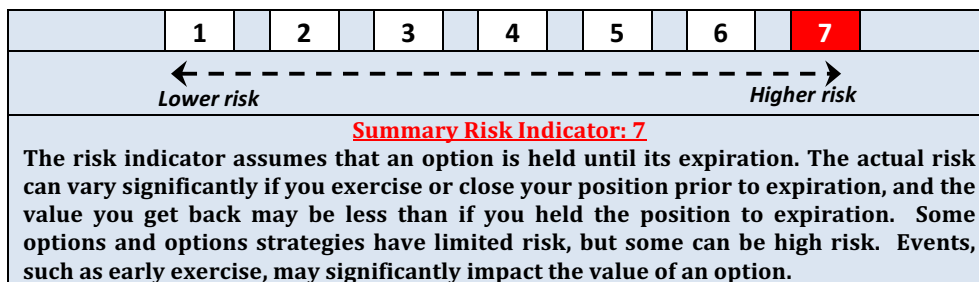 1 2 3 4 5 6 7
Lower risk Higher risk
Summary Risk Indicator: 7
The risk indicator assumes that an option is held until its expiration. The actual risk
can vary significantly if you exercise or close your position prior to expiration, and the
value you get back may be less than if you held the position to expiration. Some
options and options strategies have limited risk, but some can be high risk. Events,
such as early exercise, may significantly impact the value of an option.